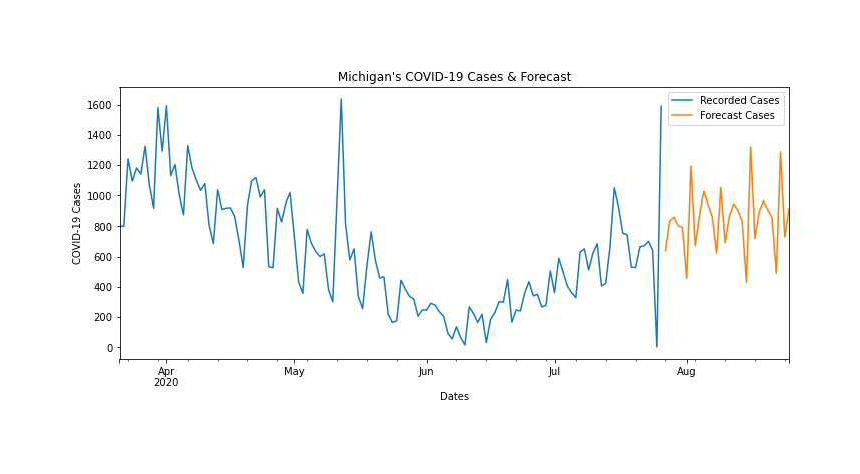 Michigan's COVID-19 Cases & Forecast
1600
1400
1200
1000
800
600
400
200
0
COVID-19 Cases
Recorded Cases
Forecast Cases
Apr
2020
May
Jun
Jul
Aug
Dates